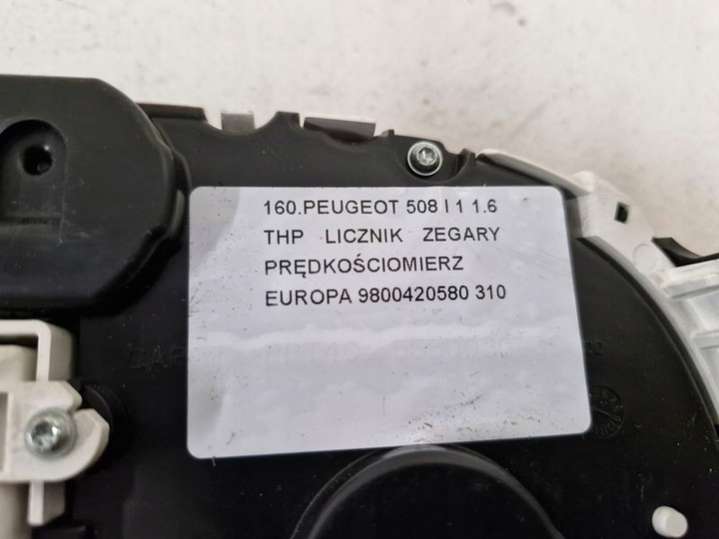 160.PEUGEOT 508 I 1 1.6
THP LICZNIK ZEGARY
PRĘDKOŚCIOMIERZ
EUROPA 9800420580 310